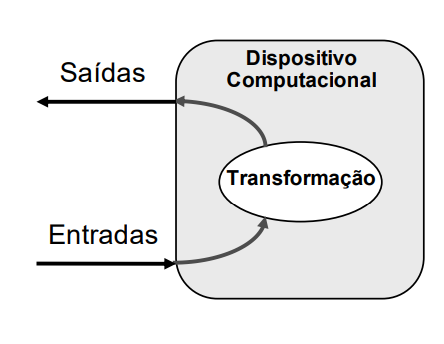 Dispositivo
Computacional
Saídas
Transformação
Entradas